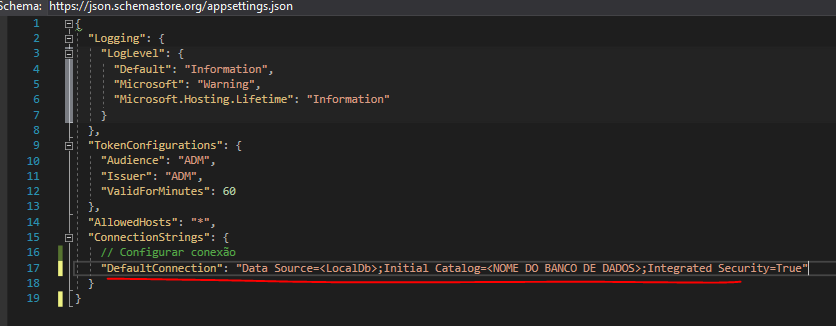 Schema: https://json.schemastore.org/appsettings.json
1 {
2 "Logging": {
3 "LogLevel": {
4 "Default": "Information",
5 "Microsoft": "Warning",
6 "Microsoft.Hosting.Lifetime": "Information"
7 }
8 },
9 "TokenConfigurations": {
10 "Audience": "ADM",
11 "Issuer": "ADM",
12 "ValidForMinutes": 60
13 },
14 "AllowedHosts": "*",
15 "ConnectionStrings": {
16 // Configurar conexão
17 "DefaultConnection": "Data Source=<LocalDb>;Initial Catalog=<NOME DO BANCO DE DADOS>;Integrated Security=True"
18 }
19 }